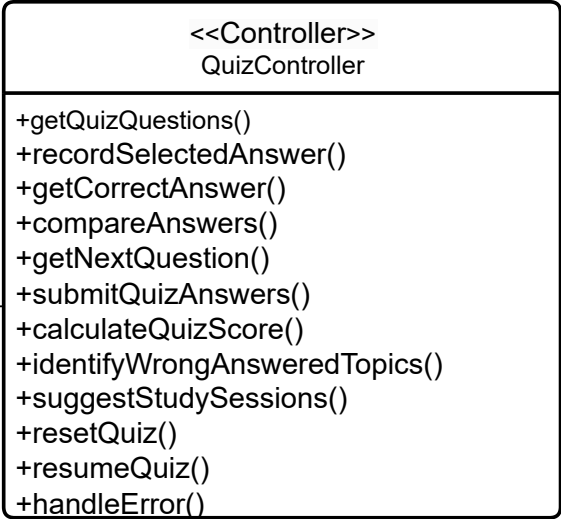 <<Controller>>
QuizController
+getQuizQuestions()
+recordSelectedAnswer()
+getCorrectAnswer()
+compareAnswers()
+getNextQuestion()
+submitQuizAnswers()
+calculateQuizScore()
+identifyWrongAnsweredTopics()
+suggestStudySessions()
+resetQuiz()
+resumeQuiz()
+handleError()